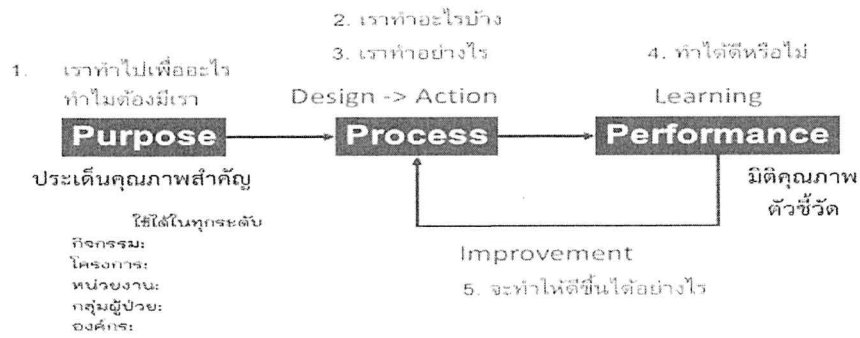 2. เราทำอะไรบ้าง
3. เราทำอย่างไร
4. ทำได้ดีหรือไม่
1. เราทำไปเพื่ออะไร
ทำไมต้องมีเรา
Design -> Action
Learning
Purpose
Process
Performance
ประเด็นคุณภาพสำคัญ
มิติคุณภาพ
ตัวชี้วัด
ใช้ได้ในทุกระดับ
กิจกรรม:
โครงการ:
หน่วยงาน:
กลุ่มผู้ป่วย:
องค์กร:
Improvement
5. จะทำให้ดีขึ้นได้อย่างไร